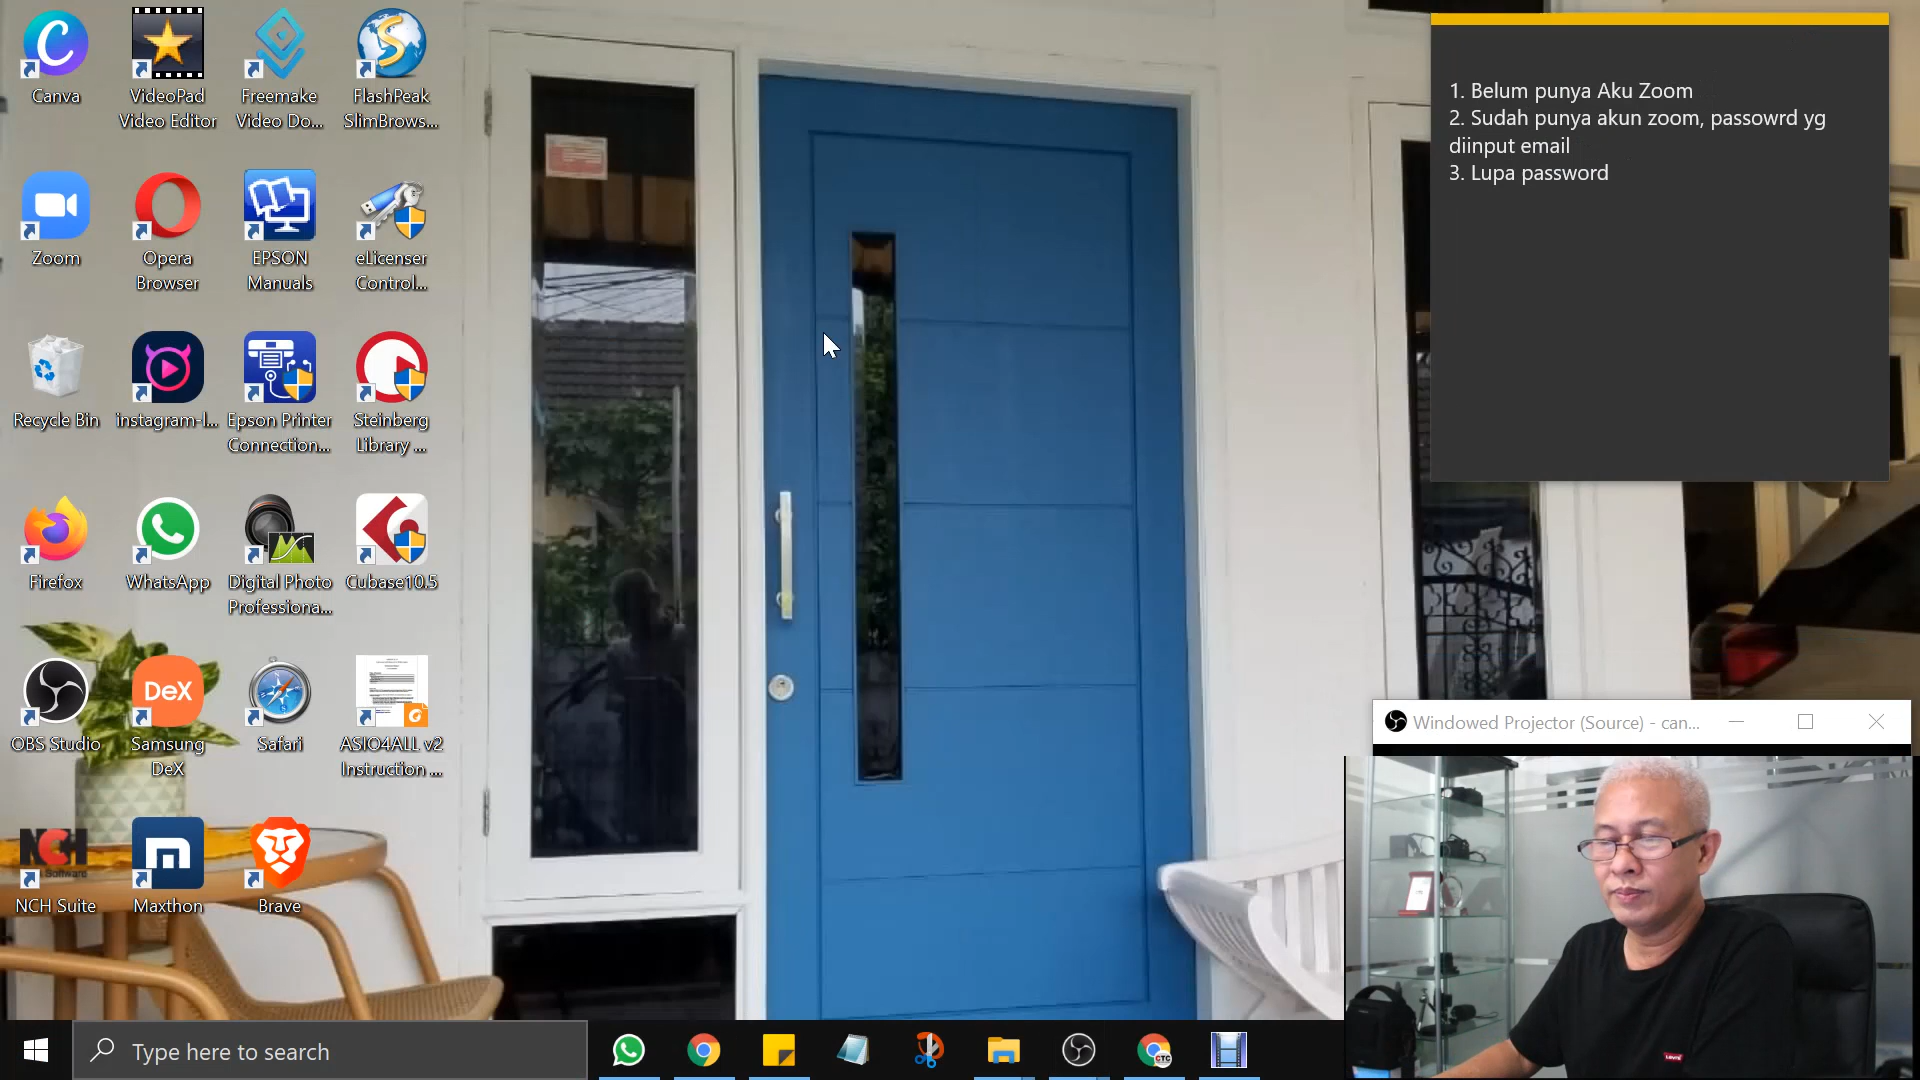 Canva
VideoPad
Video Editor
Freemake
Video Do...
FlashPeak
SlimBrows...
Zoom
Opera
Browser
EPSON
Manuals
eLicenser
Control...
Recycle Bin
instagram-l...
Epson Printer
Connection...
Steinberg
Library ...
Firefox
WhatsApp
Digital Photo
Professiona...
Cubase10.5
OBS Studio
DeX
Samsung
DeX
Safari
ASIO4ALL v2
Instruction ...
NCH
Software
NCH Suite
Maxthon
Brave
1. Belum punya Aku Zoom
2. Sudah punya akun zoom, passowrd yg
diinput email
3. Lupa password
Windowed Projector (Source) - can...
Type here to search
CTC